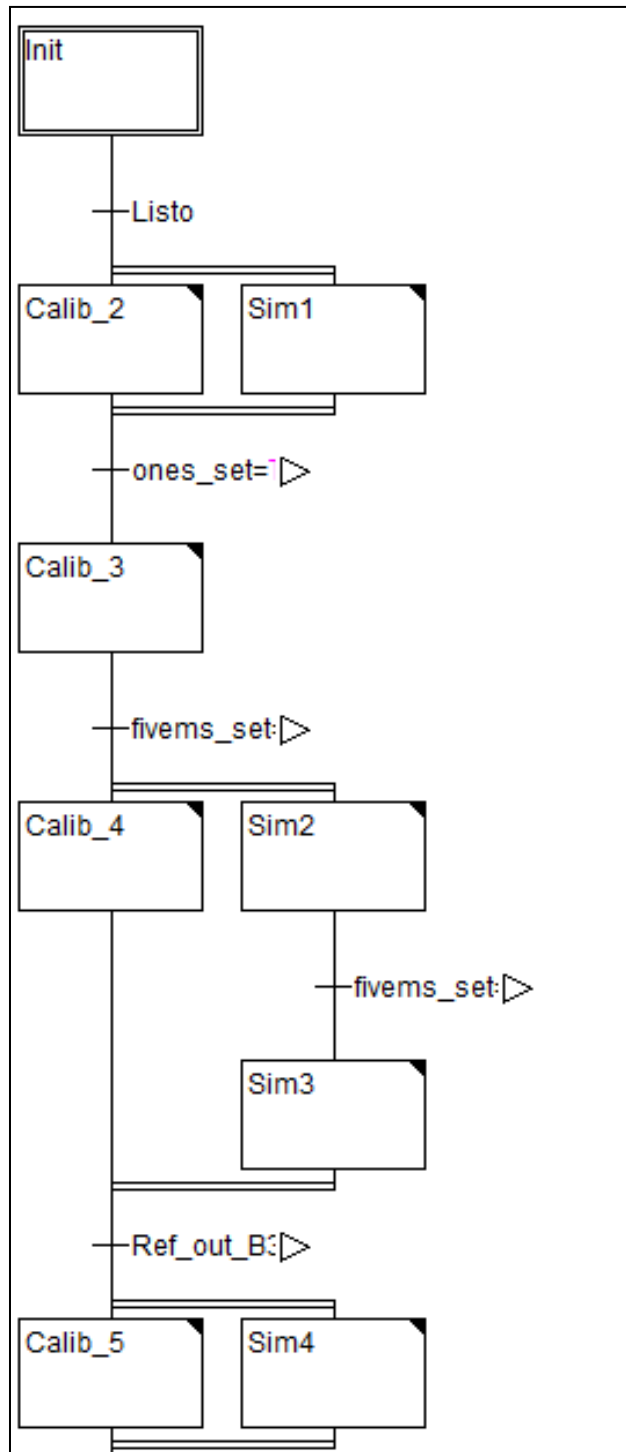 Init
Listo
Calib_2 Sim1
ones_set=
Calib_3
fivems_set
Calib_4 Sim2
fivems_set
Sim3
Ref_out_B
Calib_5 Sim4